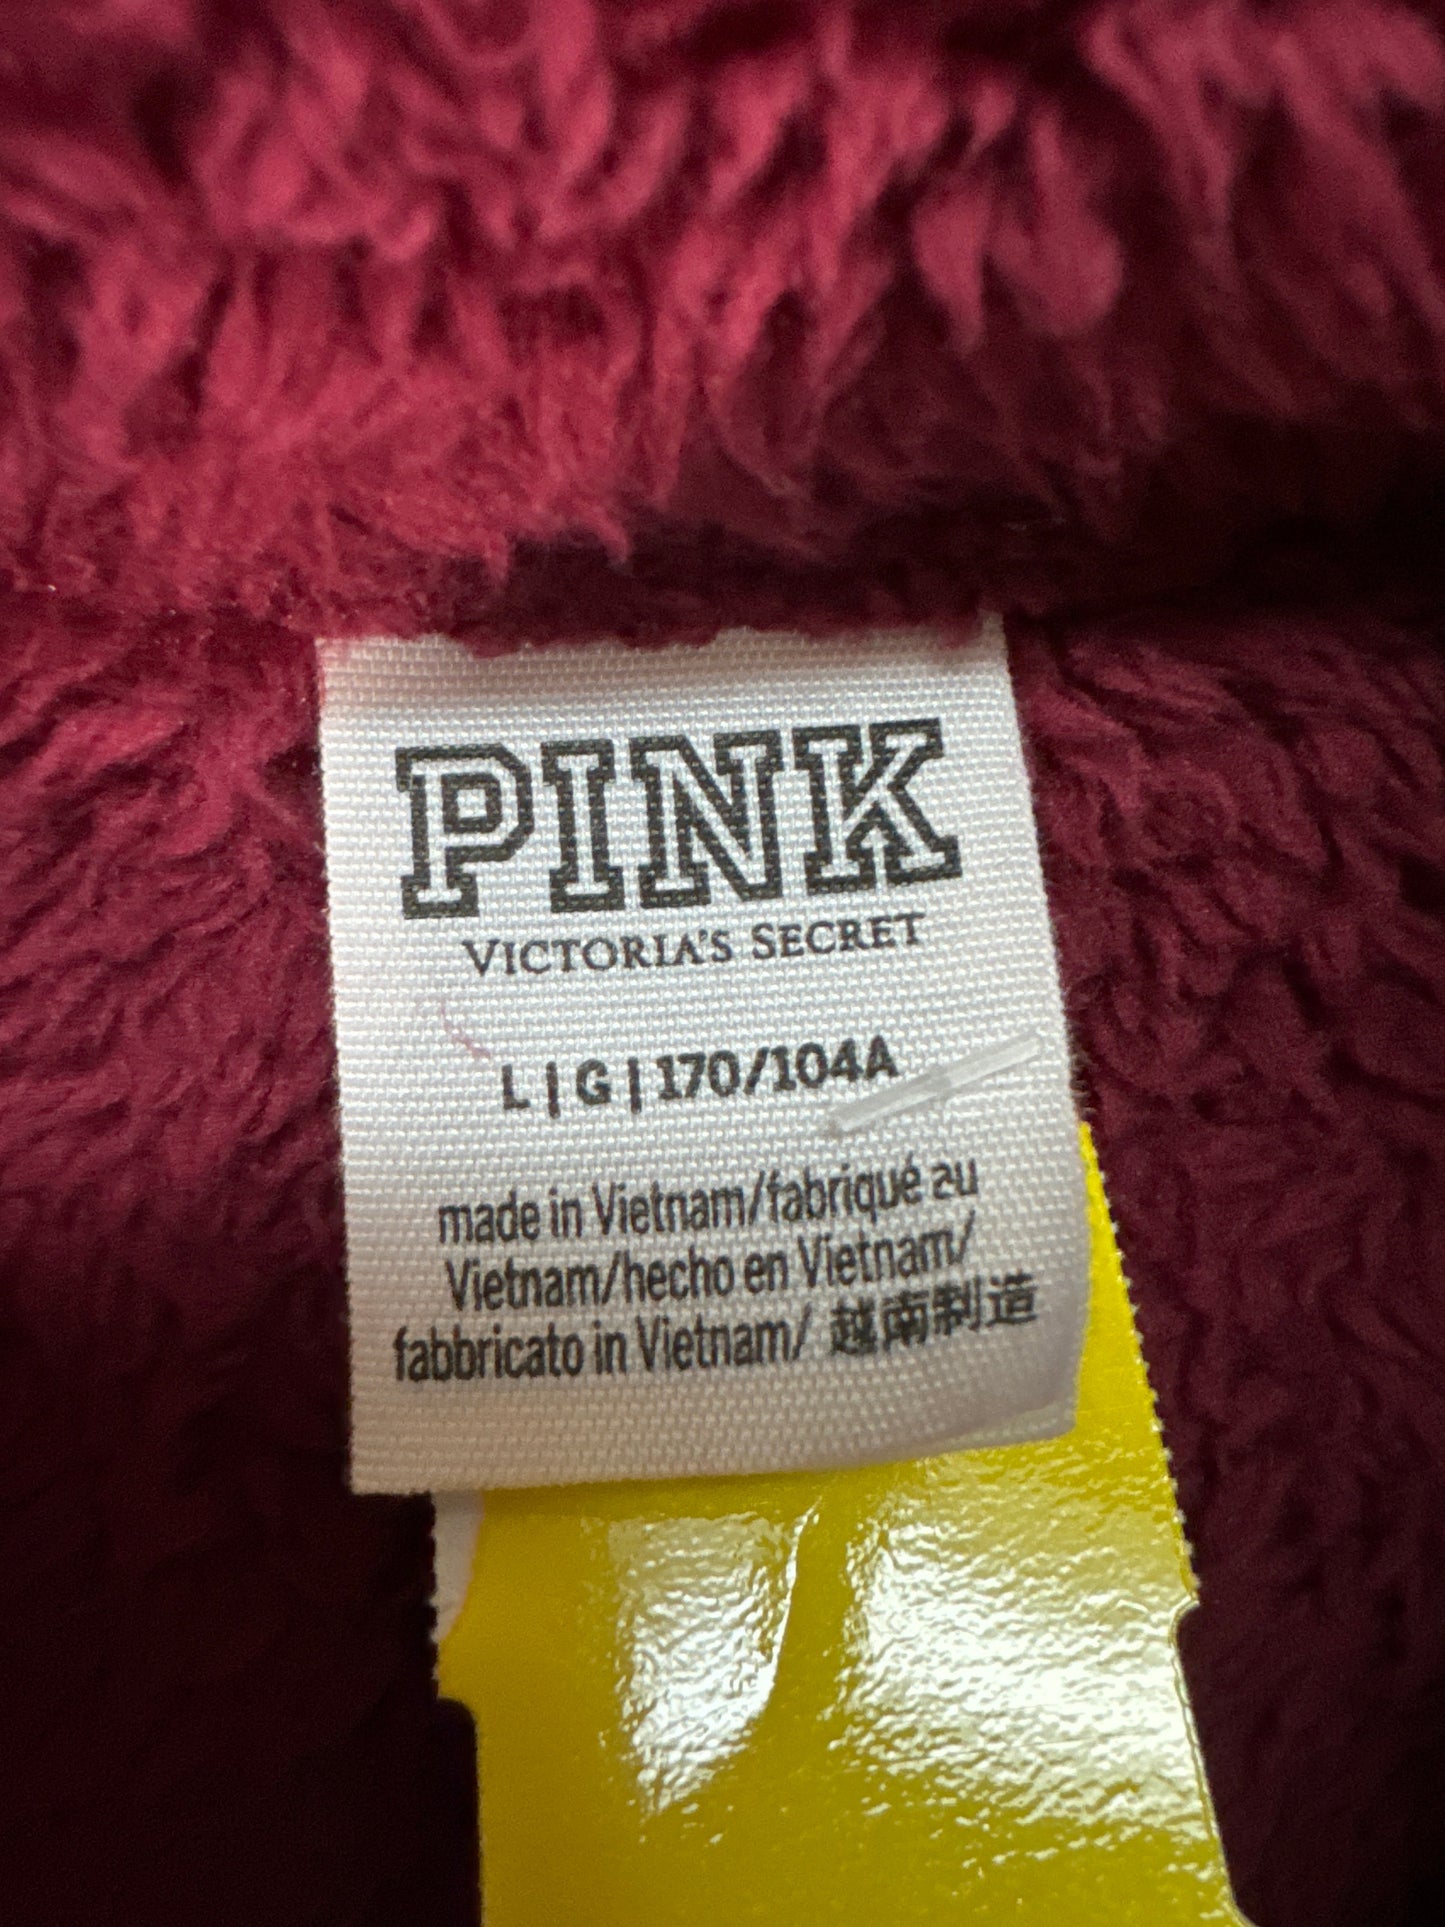 PINK
VICTORIA'S SECRET
L | G | 170/104A
made in Vietnam/fabriqué au
Vietnam/hecho en Vietnam/
fabbricato in Vietnam/ 越南制造